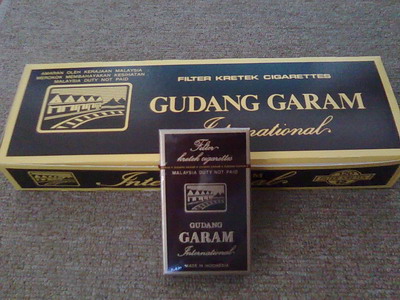 AMARAN OLEH KERAJAAN MALAYSIA
MEROKOK MEMBAHAYAKAN KESIHATAN
MALAYSIA DUTY NOT PAID
FILTER KRETEK CIGARETTES
GUDANG GARAM
International
Filter
kretek cigarettes
MALAYSIA DUTY NOT PAID
GUDANG
GARAM
International
MADE IN INDONESIA